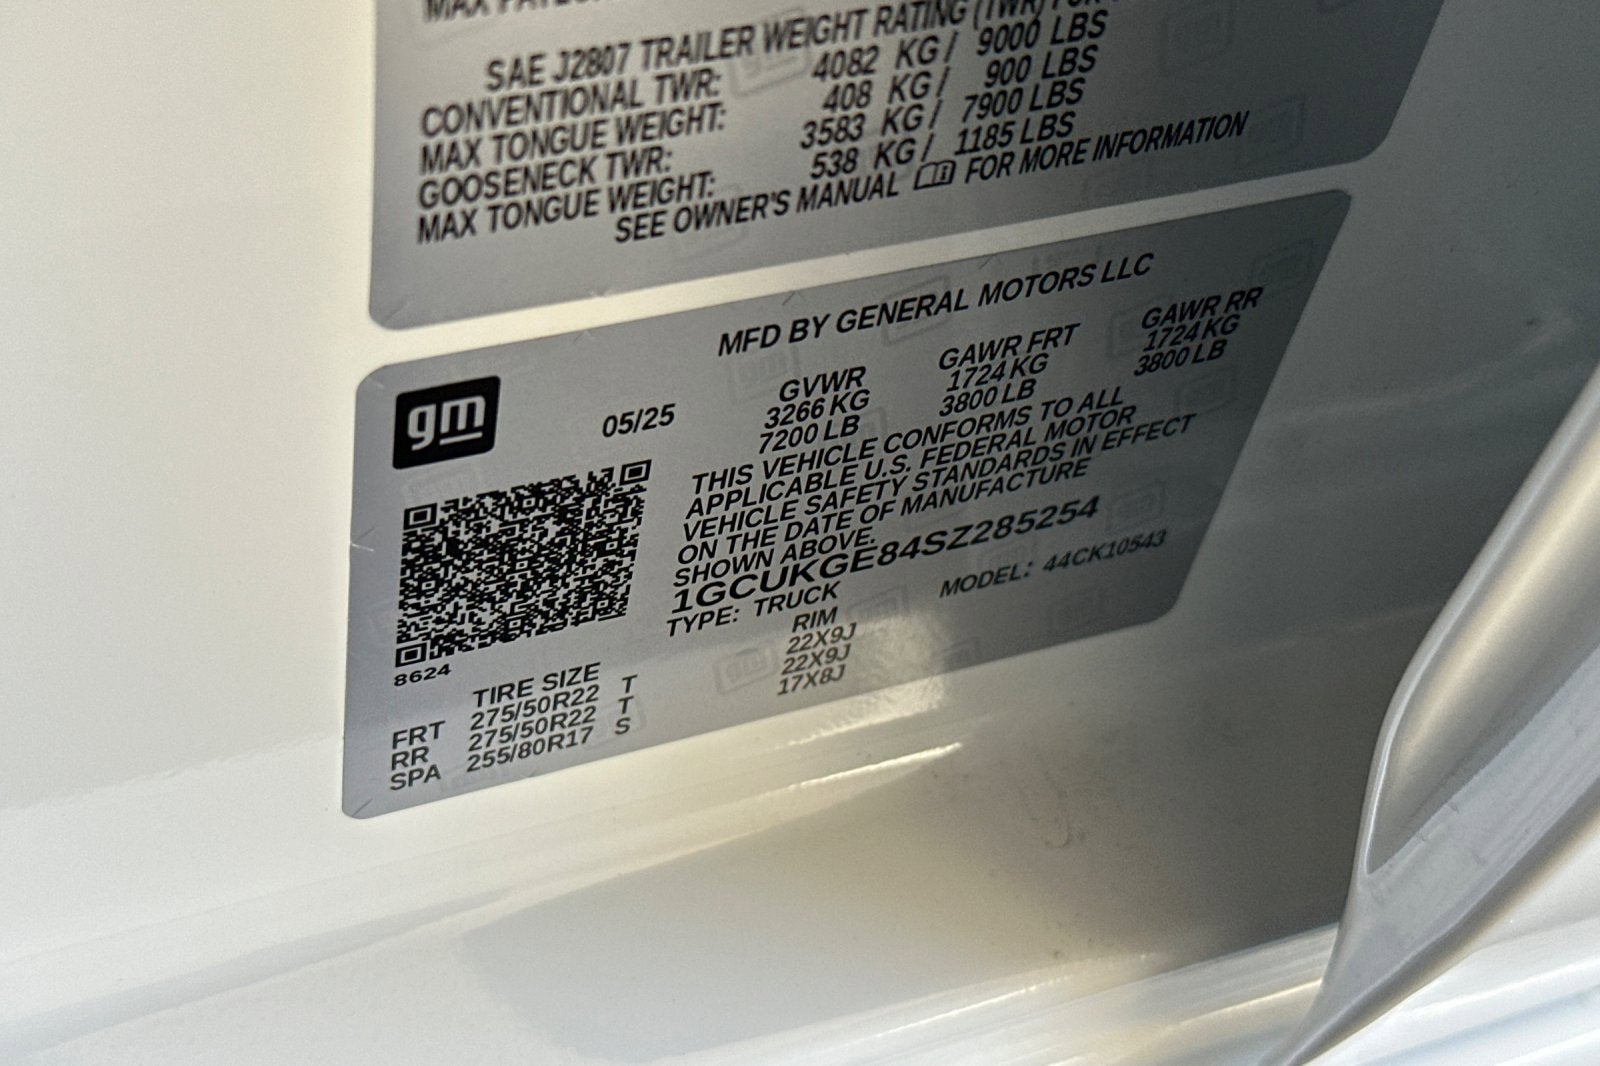 MAX
SAE J2807 TRAILER WEIGHT RATING (TWR) FOR
CONVENTIONAL TWR: 4082 KG/ 9000 LBS
MAX TONGUE WEIGHT: 408 KG/ 900 LBS
GOOSENECK TWR: 3583 KG/ 7900 LBS
MAX TONGUE WEIGHT: 538 KG/ 1185 LBS
SEE OWNER'S MANUAL FOR MORE INFORMATION
MFD BY GENERAL MOTORS LLC
gm
05/25
GVWR GAWR FRT GAWR RR
3266 KG 1724 KG 1724 KG
7200 LB 3800 LB 3800 LB
THIS VEHICLE CONFORMS TO ALL
APPLICABLE U.S. FEDERAL MOTOR
VEHICLE SAFETY STANDARDS IN EFFECT
ON THE DATE OF MANUFACTURE
SHOWN ABOVE.
1GCUKGE84SZ285254
TYPE: TRUCK MODEL: 44CK10543
8624
TIRE SIZE RIM
FRT 275/50R22 T 22X9J
RR 275/50R22 T 22X9J
SPA 255/80R17 S 17X8J